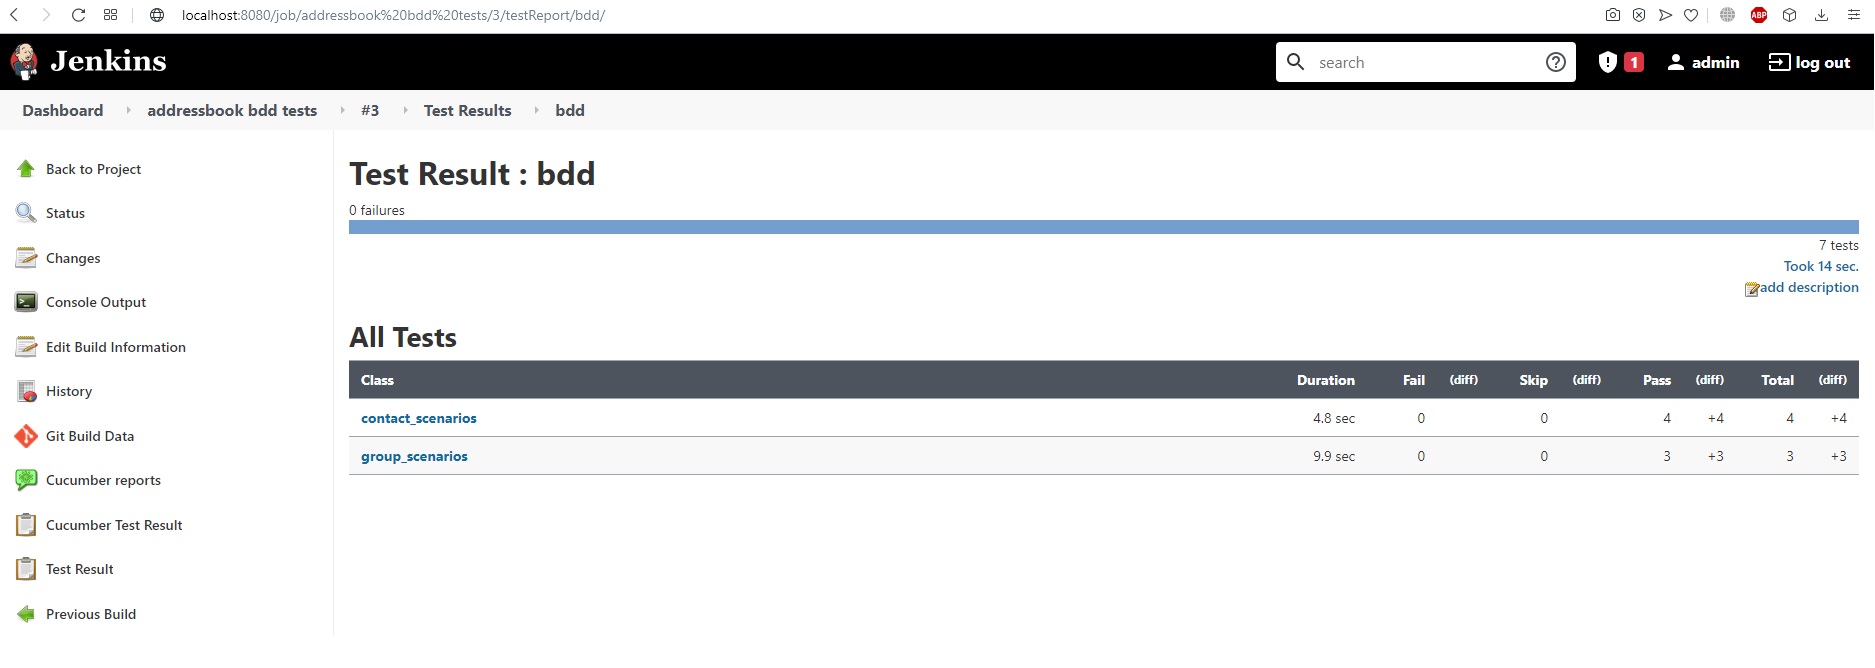 localhost:8080/job/addressbook%20bdd%20tests/3/testReport/bdd/
ABP
Jenkins
search
1
admin
log out
Dashboard addressbook bdd tests #3 Test Results bdd
Back to Project
Status
Changes
Console Output
Edit Build Information
History
Git Build Data
Cucumber reports
Cucumber Test Result
Test Result
Previous Build
Test Result : bdd
0 failures
7 tests
Took 14 sec.
add description
All Tests
Class Duration Fail (diff) Skip (diff) Pass (diff) Total (diff)
contact_scenarios 4.8 sec 0 0 4 +4 4 +4
group_scenarios 9.9 sec 0 0 3 +3 3 +3